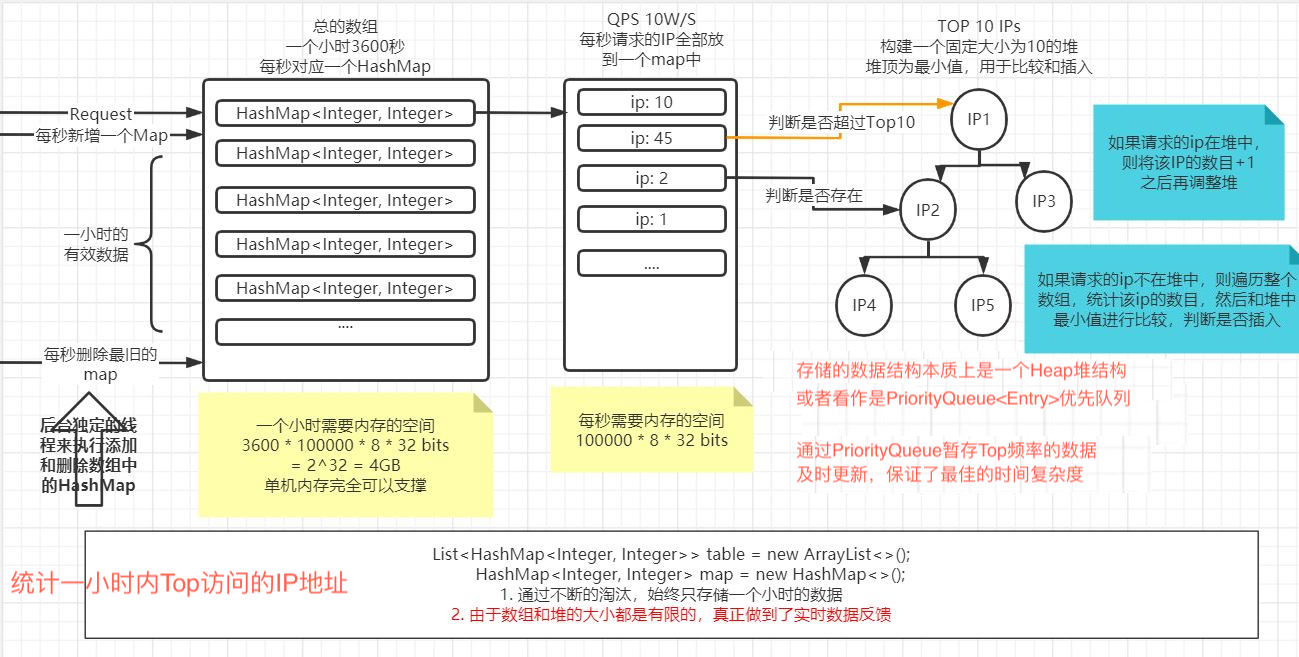 总的数组
一个小时3600秒
每秒对应一个HashMap
QPS 10W/S
每秒请求的IP全部放
到一个map中
TOP 10 IPs
构建一个固定大小为10的堆
堆顶为最小值，用于比较和插入
Request
每秒新增一个Map
一小时的
有效数据
每秒删除最旧的
map
后台独定的线
程来执行添加
和删除数组中
的HashMap
HashMap<Integer, Integer>
HashMap<Integer, Integer>
HashMap<Integer, Integer>
HashMap<Integer, Integer>
HashMap<Integer, Integer>
....
ip: 10
ip: 45
ip: 2
ip: 1
....
判断是否超过Top10
判断是否存在
IP1
IP2
IP3
IP4
IP5
如果请求的ip在堆中，
则将该IP的数目+1
之后再调整堆
如果请求的ip不在堆中，则遍历整个
数组，统计该ip的数目，然后和堆中
最小值进行比较，判断是否插入
一个小时需要内存的空间
3600 * 100000 * 8 * 32 bits
= 2^32 = 4GB
单机内存完全可以支撑
每秒需要内存的空间
100000 * 8 * 32 bits
存储的数据结构本质上是一个Heap堆结构
或者看作是PriorityQueue<Entry>优先队列
通过PriorityQueue暂存Top频率的数据
及时更新，保证了最佳的时间复杂度
统计一小时内Top访问的IP地址
List<HashMap<Integer, Integer>> table = new ArrayList<>();
HashMap<Integer, Integer> map = new HashMap<>();
1. 通过不断的淘汰，始终只存储一个小时的数据
2. 由于数组和堆的大小都是有限的，真正做到了实时数据反馈